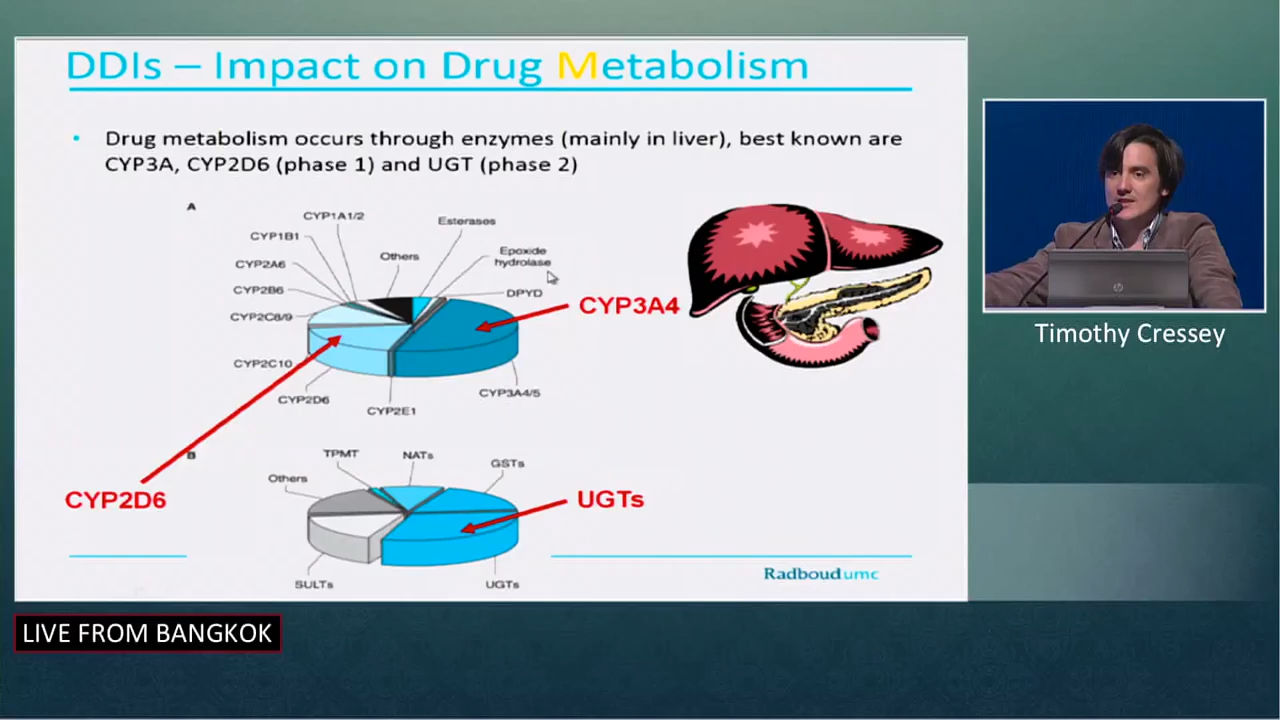 DDIs – Impact on Drug Metabolism
• Drug metabolism occurs through enzymes (mainly in liver), best known are
CYP3A, CYP2D6 (phase 1) and UGT (phase 2)
A
CYP1A1/2
Esterases
CYP1B1
Others
Epoxide
hydrolase
CYP2A6
CYP2B6
DPYD
CYP3A4
CYP2C8/9
CYP2C10
CYP2D6
CYP2E1
CYP3A4/5
B
TPMT
NATs
GSTs
Others
CYP2D6
UGTs
SULTs
UGTs
Radboudumc
hp
Timothy Cressey
LIVE FROM BANGKOK